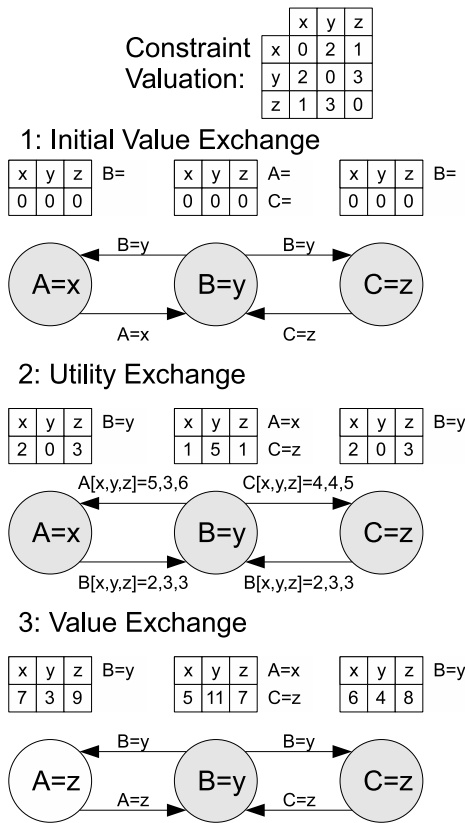 x y z
Constraint x 0 2 1
Valuation: y 2 0 3
z 1 3 0
1: Initial Value Exchange
x y z B= x y z A= x y z B=
0 0 0 0 0 0 C= 0 0 0
B=y B=y
A=x B=y C=z
A=x C=z
2: Utility Exchange
x y z B=y x y z A=x x y z B=y
2 0 3 1 5 1 C=z 2 0 3
A[x,y,z]=5,3,6 C[x,y,z]=4,4,5
A=x B=y C=z
B[x,y,z]=2,3,3 B[x,y,z]=2,3,3
3: Value Exchange
x y z B=y x y z A=x x y z B=y
7 3 9 5 11 7 C=z 6 4 8
B=y B=y
A=z B=y C=z
A=z C=z